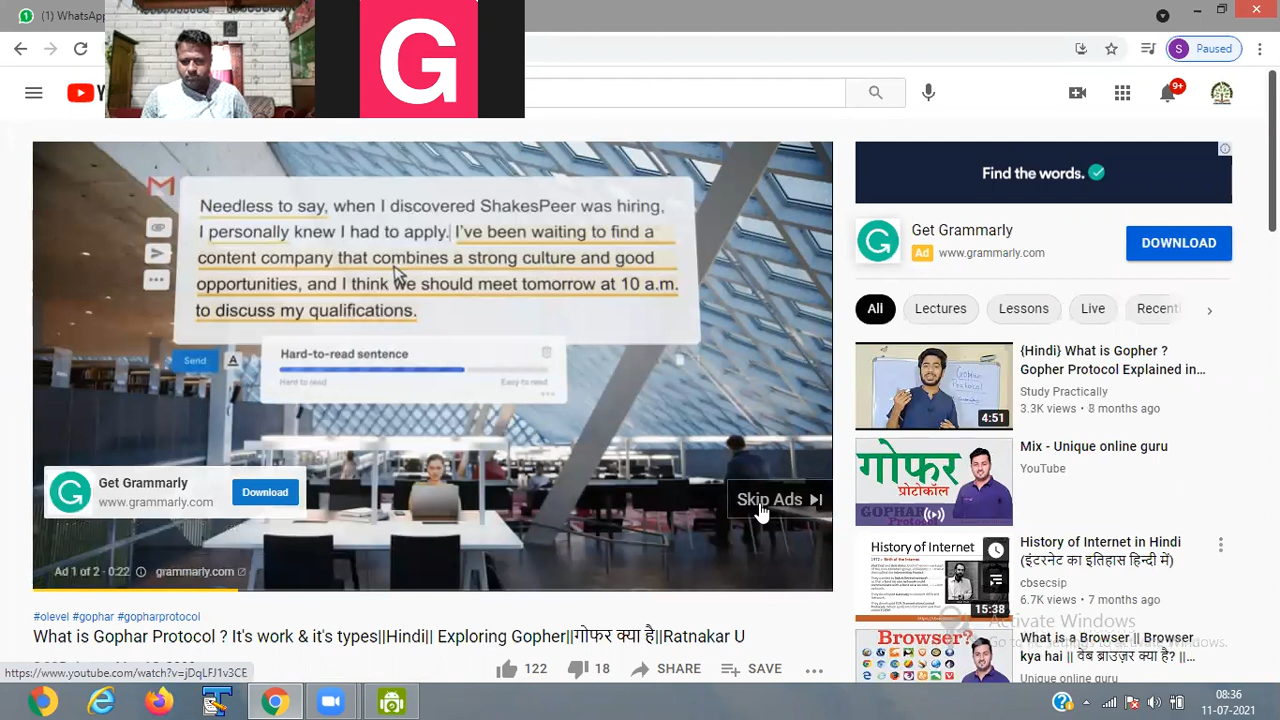 (1) WhatsApp
G
Paused
9+
Needless to say, when I discovered ShakesPeer was hiring,
I personally knew I had to apply. I've been waiting to find a
content company that combines a strong culture and good
opportunities, and I think we should meet tomorrow at 10 a.m.
to discuss my qualifications.
Send
Hard-to-read sentence
Hard to read Easy to read
Get Grammarly
www.grammarly.com
Download
Skip Ads
Ad 1 of 2 · 0:22 grammarly.com
#olevel #gophar #gopharprotocol
What is Gophar Protocol ? It's work & it's types||Hindi|| Exploring Gopher||गोफर क्या है||Ratnakar U
https://www.youtube.com/watch?v=jDqLFJ1v3CE
122 18 SHARE SAVE
Find the words.
Get Grammarly
Ad www.grammarly.com
DOWNLOAD
All Lectures Lessons Live
{Hindi} What is Gopher ?
Gopher Protocol Explained in...
Study Practically
3.3K views • 8 months ago
4:51
गोफर
प्रोटोकॉल
Mix - Unique online guru
YouTube
History of Internet
15:38
History of Internet in Hindi
(इंटरनेट का इतिहास हिन्दी में)
cbsecsip
6.7K views • 7 months ago
Activate Windows
Go to PC settings to activate Windows.
Browser?
What is a Browser || Browser
kya hai || वेब ब्राउज़र क्या है? ||...
Unique online guru
08:36
11-07-2021